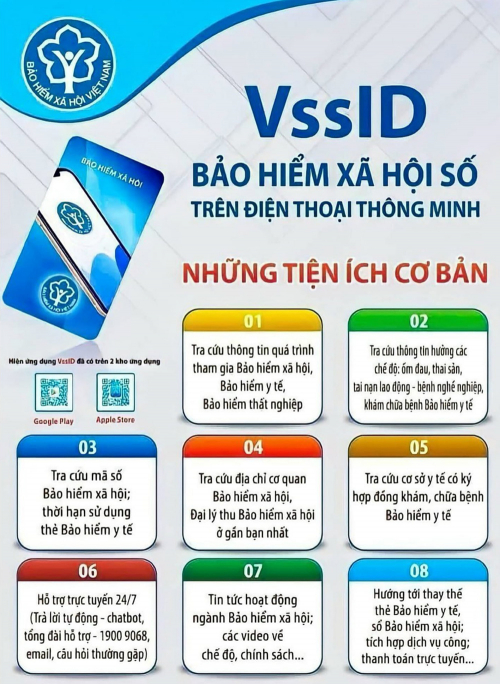 BẢO HIỂM XÃ HỘI VIỆT NAM
VssID
BẢO HIỂM XÃ HỘI SỐ
TRÊN ĐIỆN THOẠI THÔNG MINH
BẢO HIỂM XÃ HỘI
BẢO HIỂM XÃ HỘI VIỆT NAM
NHỮNG TIỆN ÍCH CƠ BẢN
Hiện ứng dụng VssID đã có trên 2 kho ứng dụng
Google Play
Apple Store
01
Tra cứu thông tin quá trình
tham gia Bảo hiểm xã hội,
Bảo hiểm y tế,
Bảo hiểm thất nghiệp
02
Tra cứu thông tin hưởng các
chế độ: ốm đau, thai sản,
tai nạn lao động - bệnh nghề nghiệp,
khám chữa bệnh Bảo hiểm y tế
03
Tra cứu mã số
Bảo hiểm xã hội;
thời hạn sử dụng
thẻ Bảo hiểm y tế
04
Tra cứu địa chỉ cơ quan
Bảo hiểm xã hội,
Đại lý thu Bảo hiểm xã hội
ở gần bạn nhất
05
Tra cứu cơ sở y tế có ký
hợp đồng khám, chữa bệnh
Bảo hiểm y tế
06
Hỗ trợ trực tuyến 24/7
(Trả lời tự động - chatbot,
tổng đài hỗ trợ - 1900 9068,
email, câu hỏi thường gặp)
07
Tin tức hoạt động
ngành Bảo hiểm xã hội;
các video về
chế độ, chính sách...
08
Hướng tới thay thế
thẻ Bảo hiểm y tế,
sổ Bảo hiểm xã hội;
tích hợp dịch vụ công;
thanh toán trực tuyến...